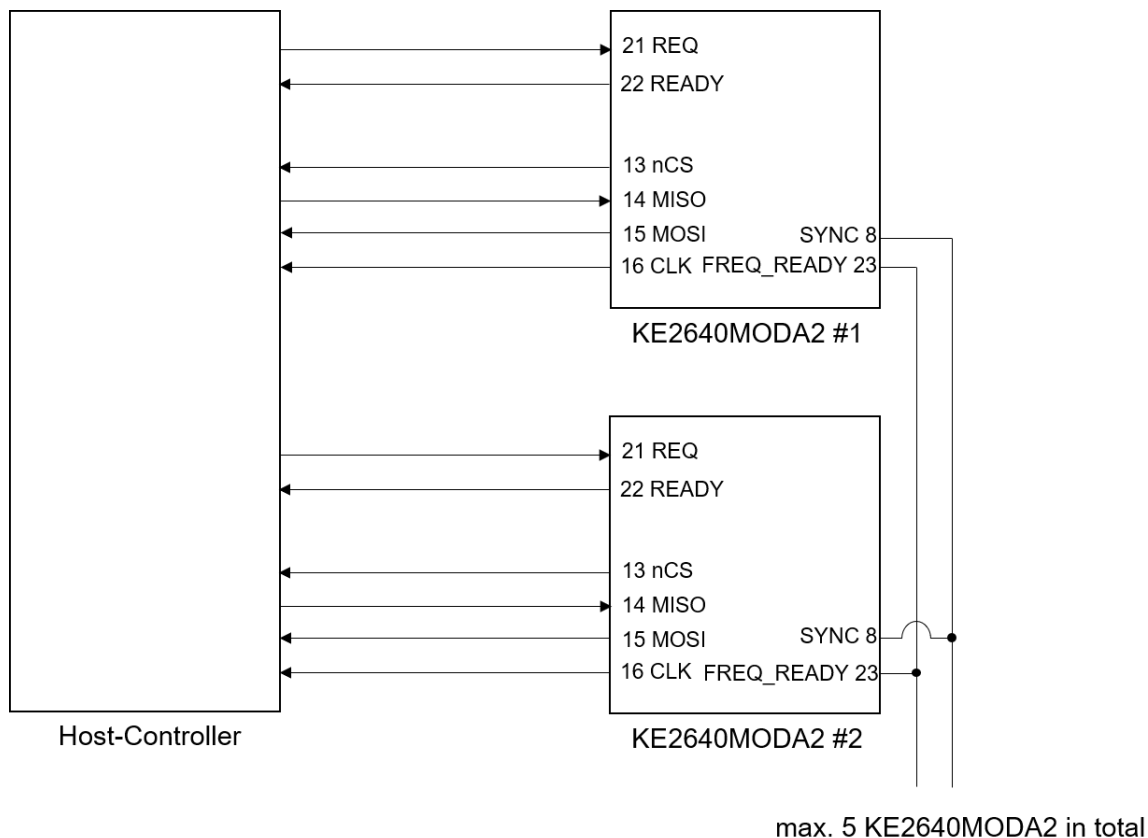 21 REQ
22 READY
13 nCS
14 MISO
15 MOSI
SYNC 8
16 CLK
FREQ_READY 23
KE2640MODA2 #1
21 REQ
22 READY
13 nCS
14 MISO
15 MOSI
SYNC 8
16 CLK
FREQ_READY 23
Host-Controller
KE2640MODA2 #2
max. 5 KE2640MODA2 in total